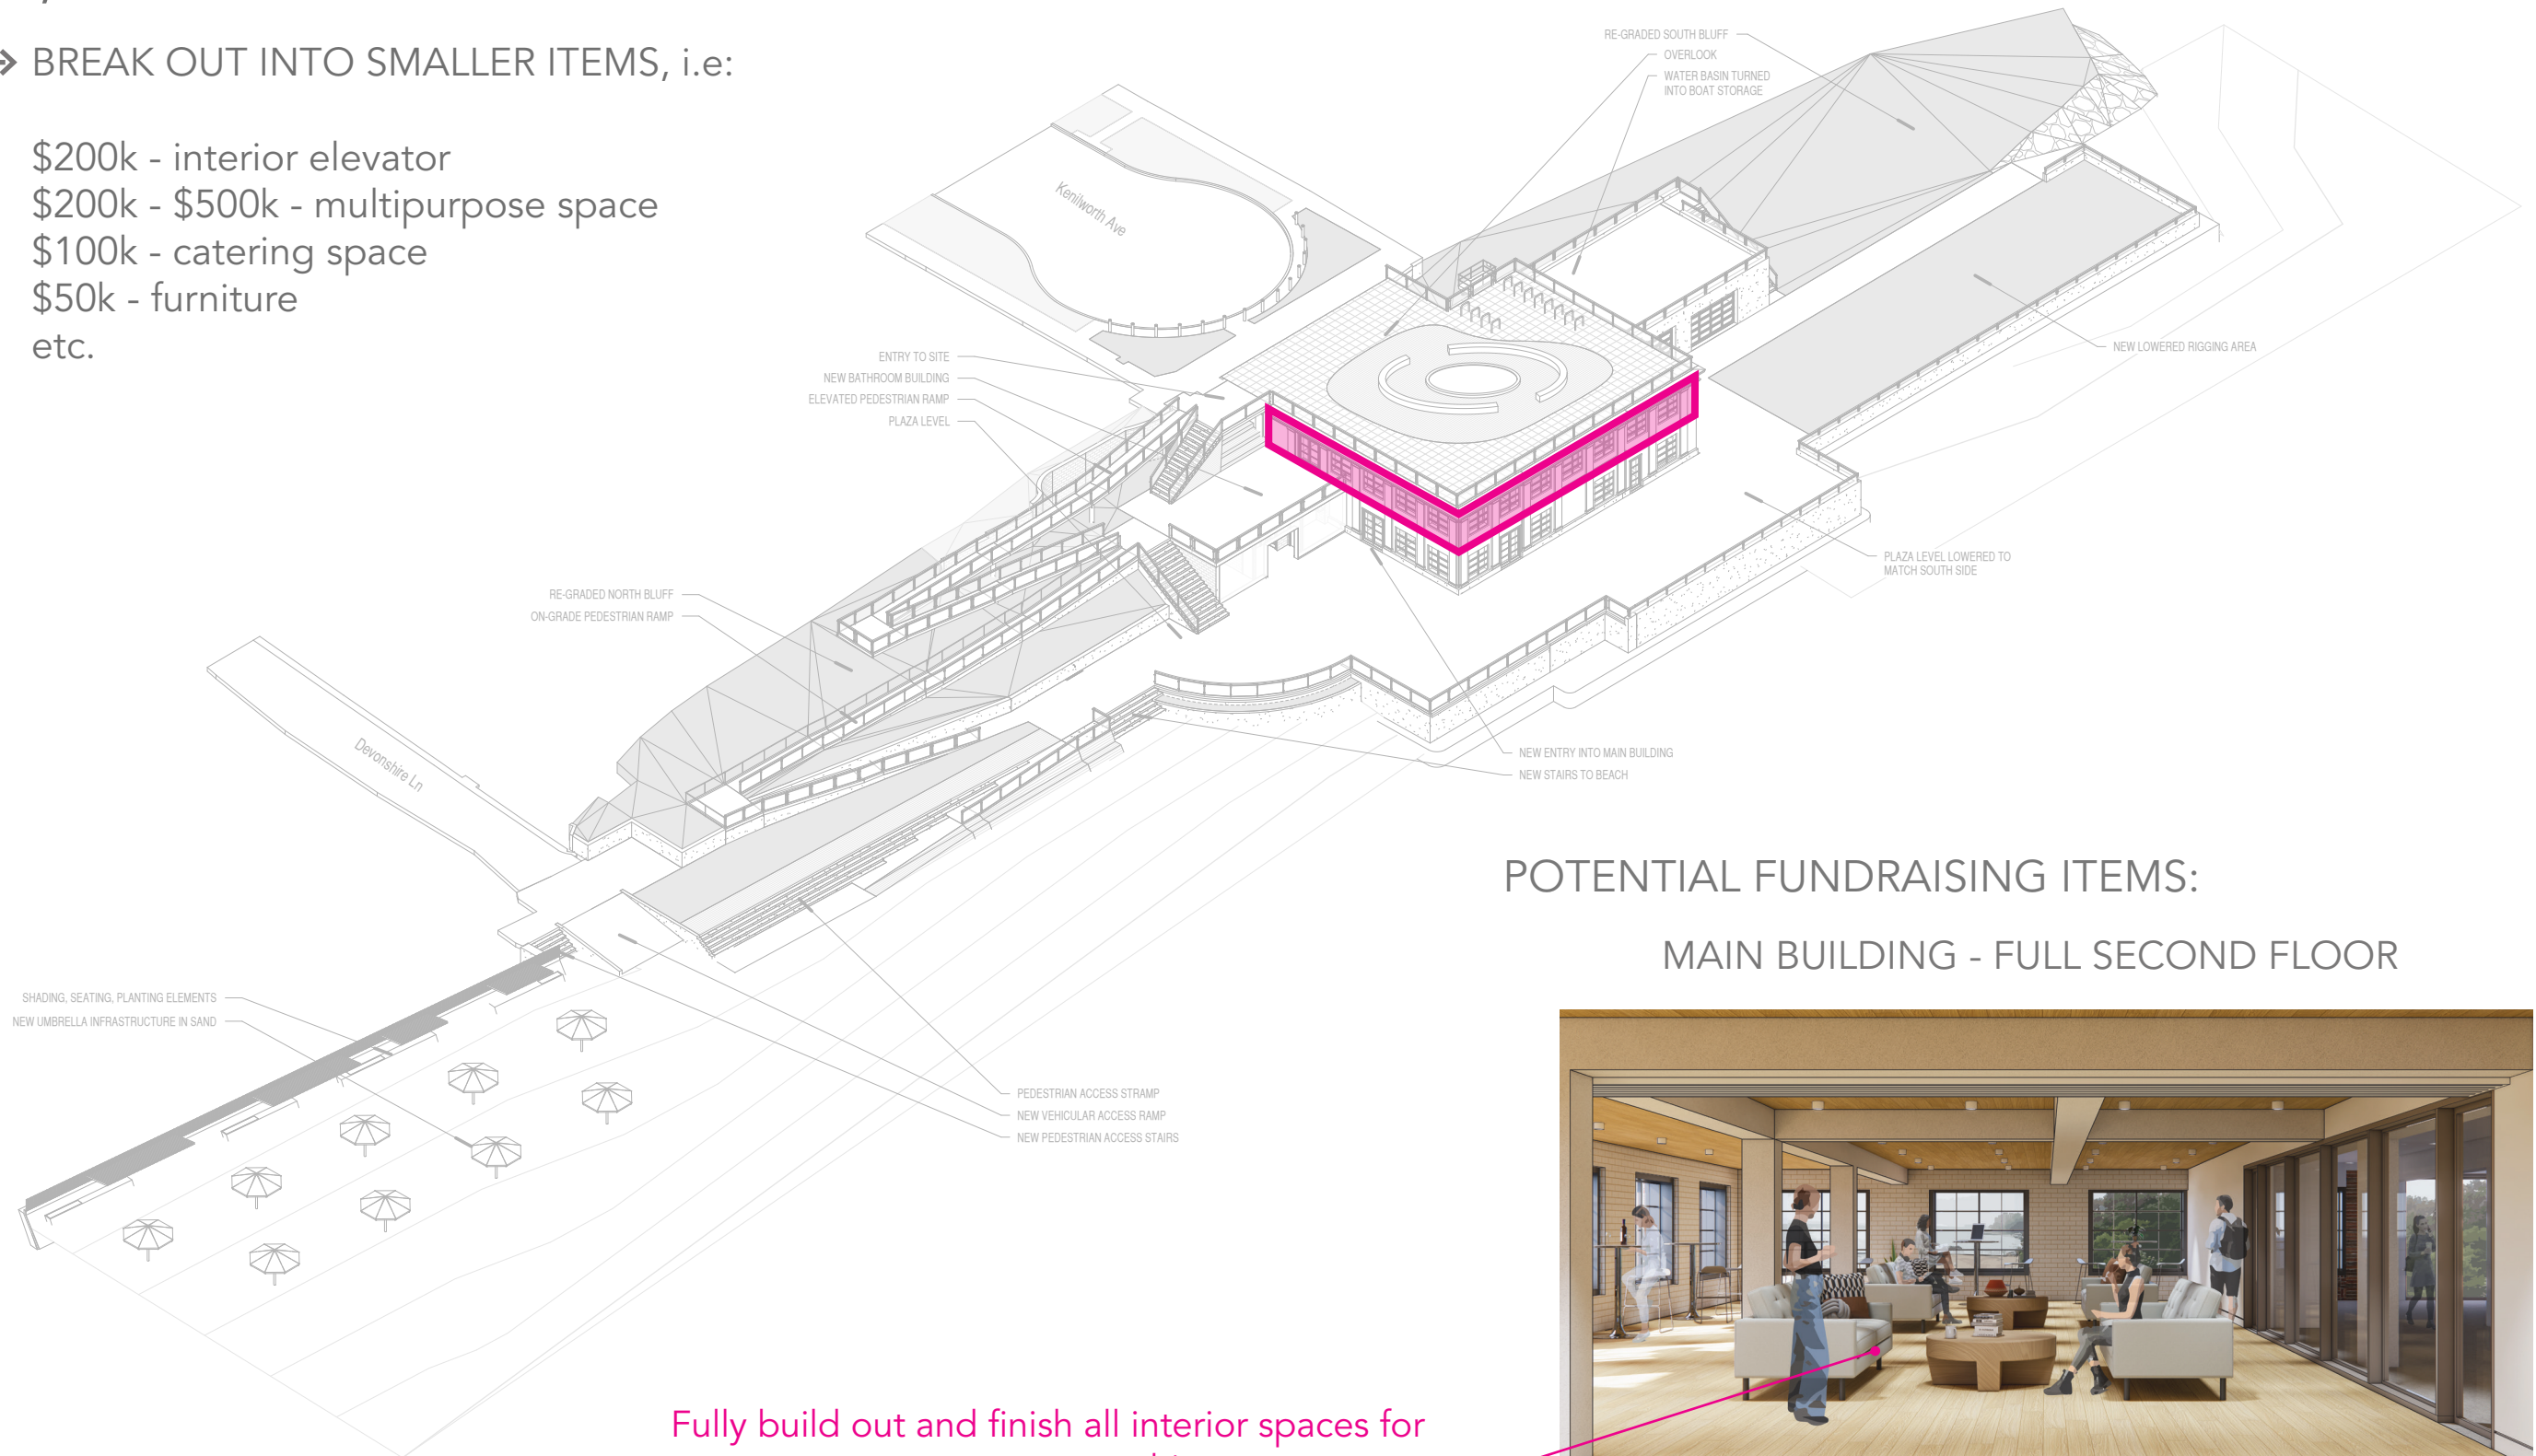 BREAK OUT INTO SMALLER ITEMS, i.e:
$200k - interior elevator
$200k - $500k - multipurpose space
$100k - catering space
$50k - furniture
etc.
RE-GRADED SOUTH BLUFF
OVERLOOK
WATER BASIN TURNED
INTO BOAT STORAGE
Kenilworth Ave
ENTRY TO SITE
NEW BATHROOM BUILDING
ELEVATED PEDESTRIAN RAMP
PLAZA LEVEL
NEW LOWERED RIGGING AREA
PLAZA LEVEL LOWERED TO
MATCH SOUTH SIDE
RE-GRADED NORTH BLUFF
ON-GRADE PEDESTRIAN RAMP
Devonshire Ln
NEW ENTRY INTO MAIN BUILDING
NEW STAIRS TO BEACH
POTENTIAL FUNDRAISING ITEMS:
MAIN BUILDING - FULL SECOND FLOOR
SHADING, SEATING, PLANTING ELEMENTS
NEW UMBRELLA INFRASTRUCTURE IN SAND
PEDESTRIAN ACCESS STRAMP
NEW VEHICULAR ACCESS RAMP
NEW PEDESTRIAN ACCESS STAIRS
Fully build out and finish all interior spaces for